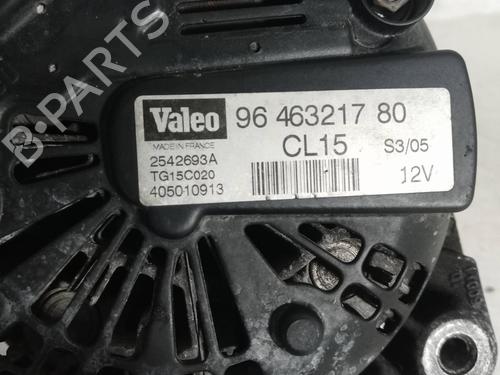 B-PARTS
Valeo 96 463217 80
MADE IN FRANCE CL15 S3/05
2542693A
TG15C020 12V
405010913